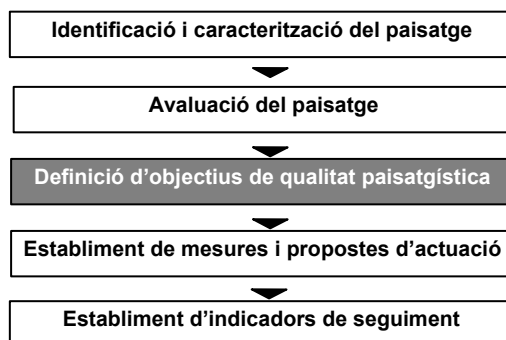 Identificació i caracterització del paisatge
Avaluació del paisatge
Definició d'objectius de qualitat paisatgística
Establiment de mesures i propostes d'actuació
Establiment d'indicadors de seguiment